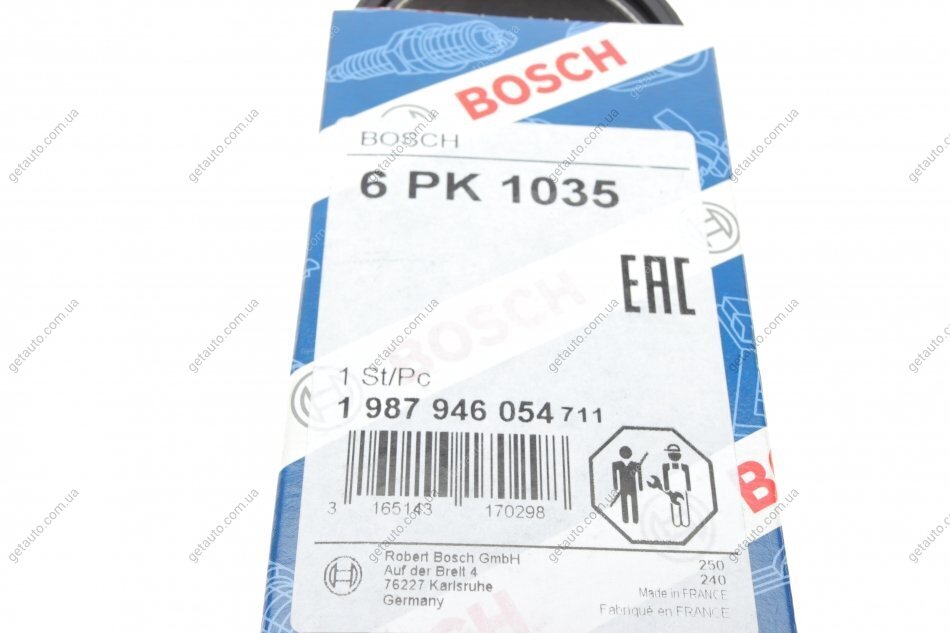 BOSCH
BOSCH
6 PK 1035
EAC
BOSCH
1 St/Pc
1 987 946 054 711
3 165143 170298
BOSCH
Robert Bosch GmbH
Auf der Breit 4
76227 Karlsruhe
Germany
250
240
Made in FRANCE
Fabriqué en FRANCE
getauto.com.ua